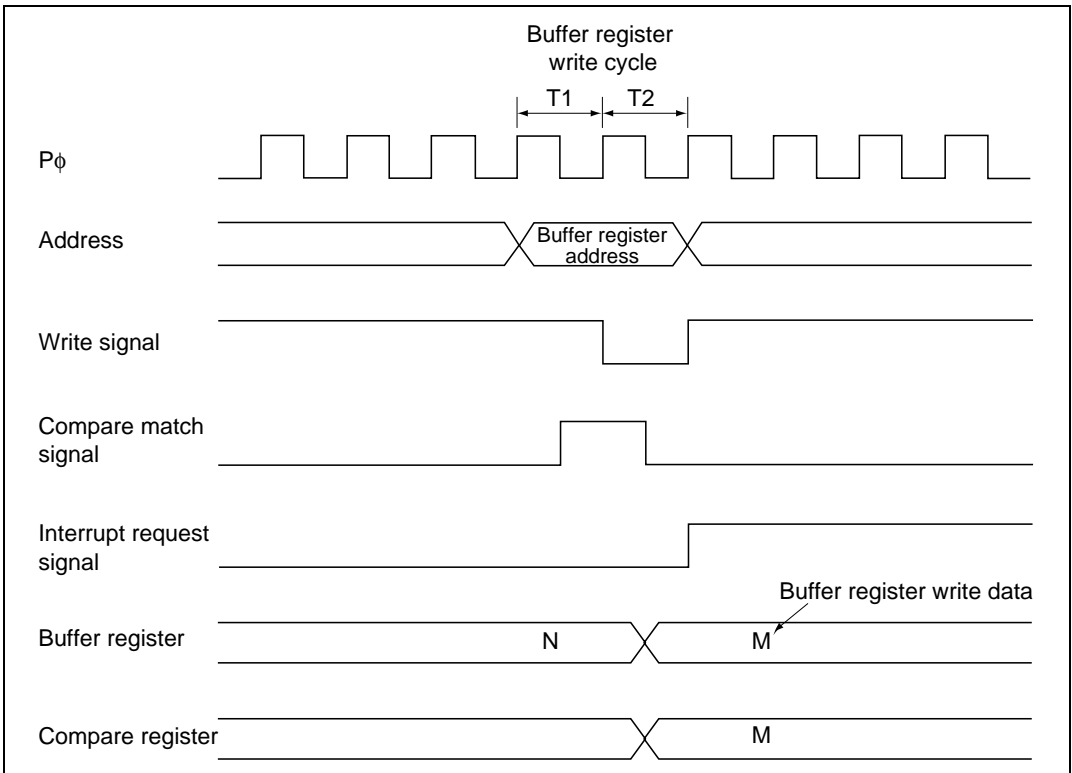 Buffer register
write cycle
T1
T2
Pϕ
Address
Buffer register
address
Write signal
Compare match
signal
Interrupt request
signal
Buffer register write data
Buffer register
N
M
Compare register
M